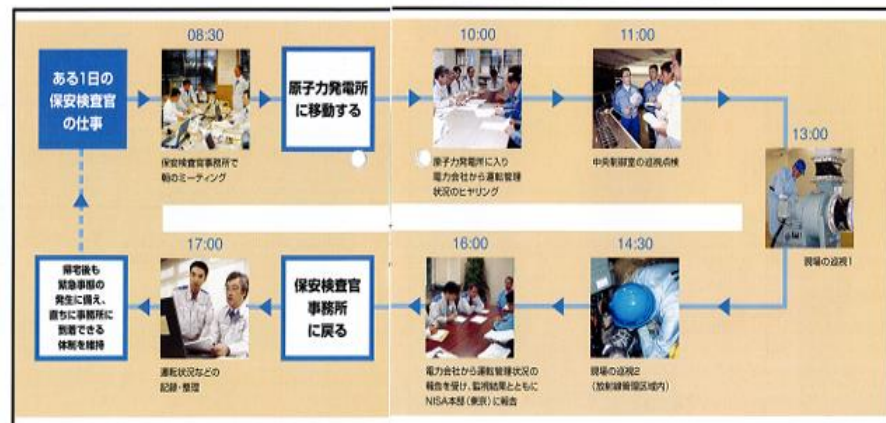 ある1日の
保安検査官
の仕事
08:30
保安検査官事務所で
朝のミーティング
原子力発電所
に移動する
10:00
原子力発電所に入り
電力会社から運転管理
状況のヒヤリング
11:00
中央制御室の巡視点検
13:00
現場の巡視1
14:30
現場の巡視2
(放射線管理区域内)
16:00
電力会社から運転管理状況の
報告を受け、監視結果とともに
NISA本部(東京)に報告
保安検査官
事務所
に戻る
17:00
運転状況などの
記録・整理
帰宅後も
緊急事態の
発生に備え、
直ちに事務所に
到着できる
体制を維持